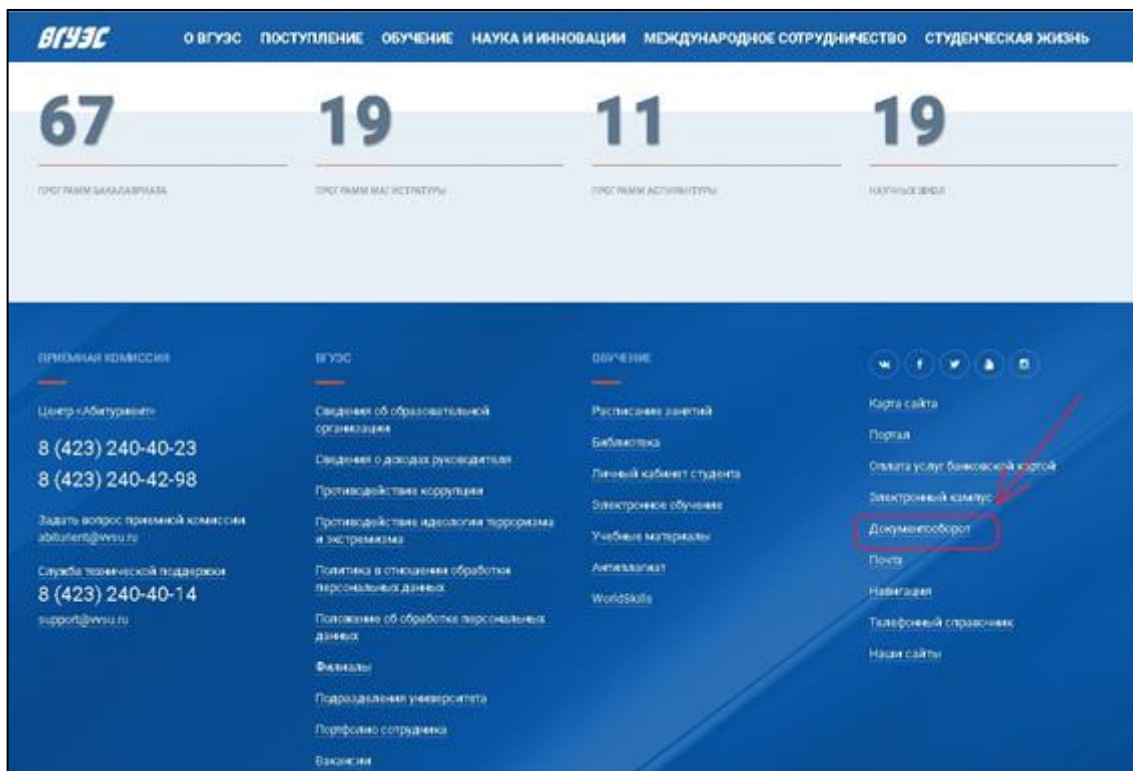 ВГУЭС
О ВГУЭС ПОСТУПЛЕНИЕ ОБУЧЕНИЕ НАУКА И ИННОВАЦИИ МЕЖДУНАРОДНОЕ СОТРУДНИЧЕСТВО СТУДЕНЧЕСКАЯ ЖИЗНЬ
67
ПРОГРАММ БАКАЛАВРИАТА
19
ПРОГРАММ МАГИСТРАТУРЫ
11
ПРОГРАММ АСПИРАНТУРЫ
19
НАУЧНЫХ ШКОЛ
ПРИЕМНАЯ КОМИССИЯ
Центр «Абитуриент»
8 (423) 240-40-23
8 (423) 240-42-98
Задать вопрос приемной комиссии
abiturient@vvsu.ru
Служба технической поддержки
8 (423) 240-40-14
support@vvsu.ru
ВГУЭС
Сведения об образовательной
организации
Сведения о доходах руководителя
Противодействие коррупции
Противодействие идеологии терроризма
и экстремизма
Политика в отношении обработки
персональных данных
Положение об обработке персональных
данных
Филиалы
Подразделения университета
Портфолио сотрудника
Вакансии
ОБУЧЕНИЕ
Расписание занятий
Библиотека
Личный кабинет студента
Электронное обучение
Учебные материалы
Антиплагиат
WorldSkills
Карта сайта
Портал
Оплата услуг банковской картой
Электронный кампус
Документооборот
Почта
Навигация
Телефонный справочник
Наши сайты